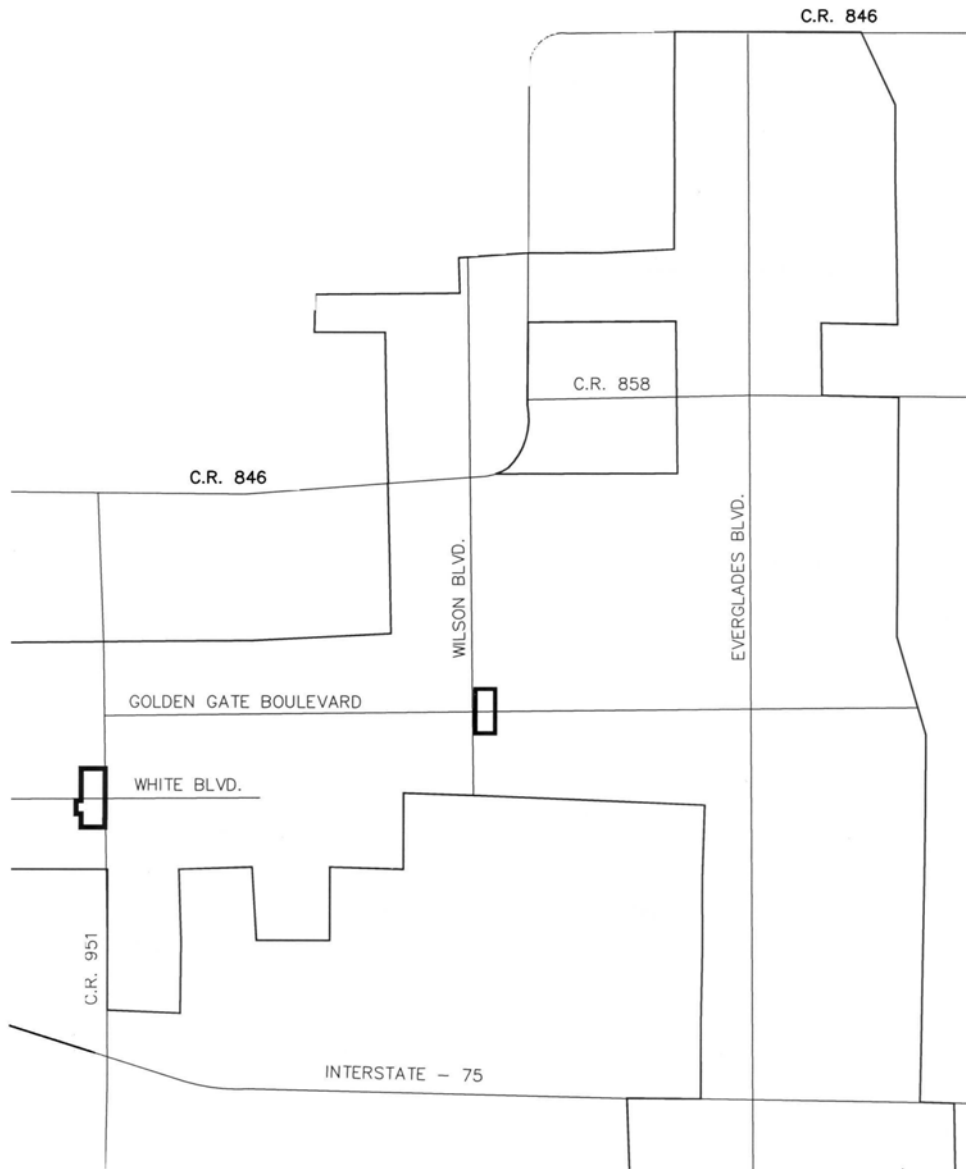 C.R. 846
C.R. 858
C.R. 846
WILSON BLVD.
EVERGLADES BLVD.
GOLDEN GATE BOULEVARD
WHITE BLVD.
C.R. 951
INTERSTATE - 75